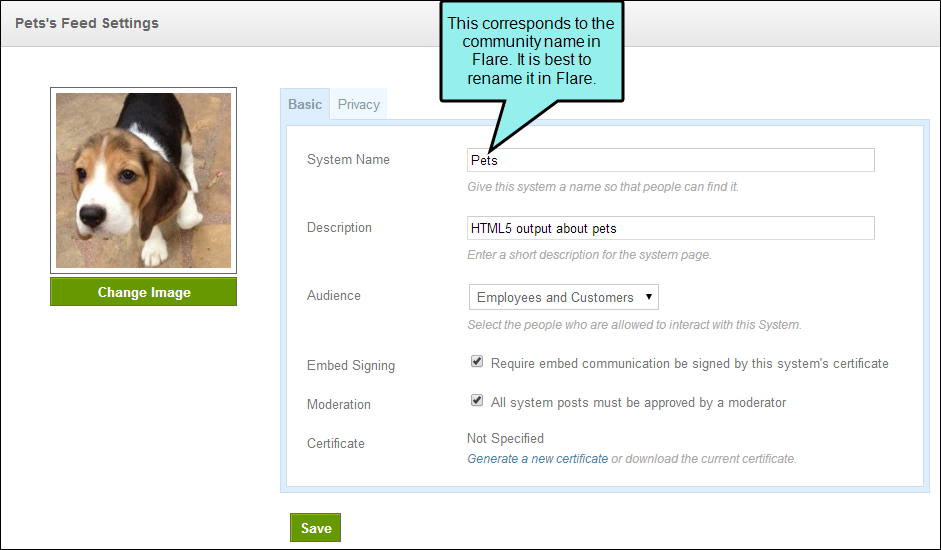 Pets's Feed Settings
This corresponds to the
community name in
Flare. It is best to
rename it in Flare.
Basic
Privacy
System Name
Pets
Give this system a name so that people can find it.
Description
HTML5 output about pets
Enter a short description for the system page.
Audience
Employees and Customers
Select the people who are allowed to interact with this System.
Embed Signing
Require embed communication be signed by this system's certificate
Moderation
All system posts must be approved by a moderator
Certificate
Not Specified
Generate a new certificate or download the current certificate.
Change Image
Save